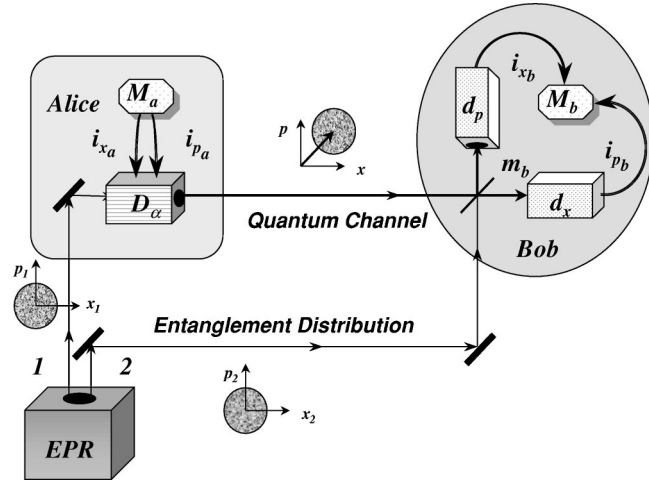 Alice
M_a
i_{x_a}
i_{p_a}
D_α
p
x
Quantum Channel
d_p
i_{x_b}
M_b
i_{p_b}
m_b
d_x
Bob
p_1
x_1
Entanglement Distribution
1
2
p_2
x_2
EPR